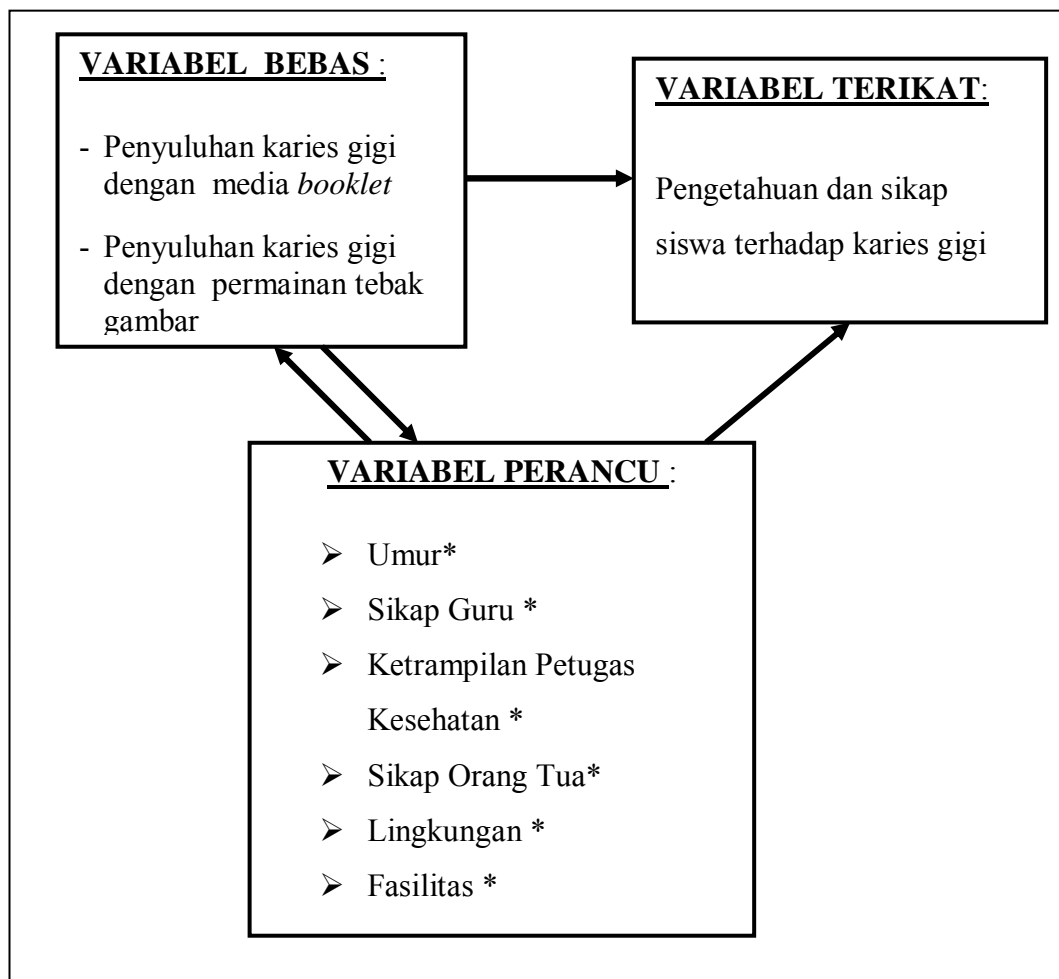 VARIABEL BEBAS :
- Penyuluhan karies gigi
dengan media booklet
- Penyuluhan karies gigi
dengan permainan tebak
gambar
VARIABEL TERIKAT:
Pengetahuan dan sikap
siswa terhadap karies gigi
VARIABEL PERANCU :
➢ Umur*
➢ Sikap Guru *
➢ Ketrampilan Petugas
Kesehatan *
➢ Sikap Orang Tua*
➢ Lingkungan *
➢ Fasilitas *